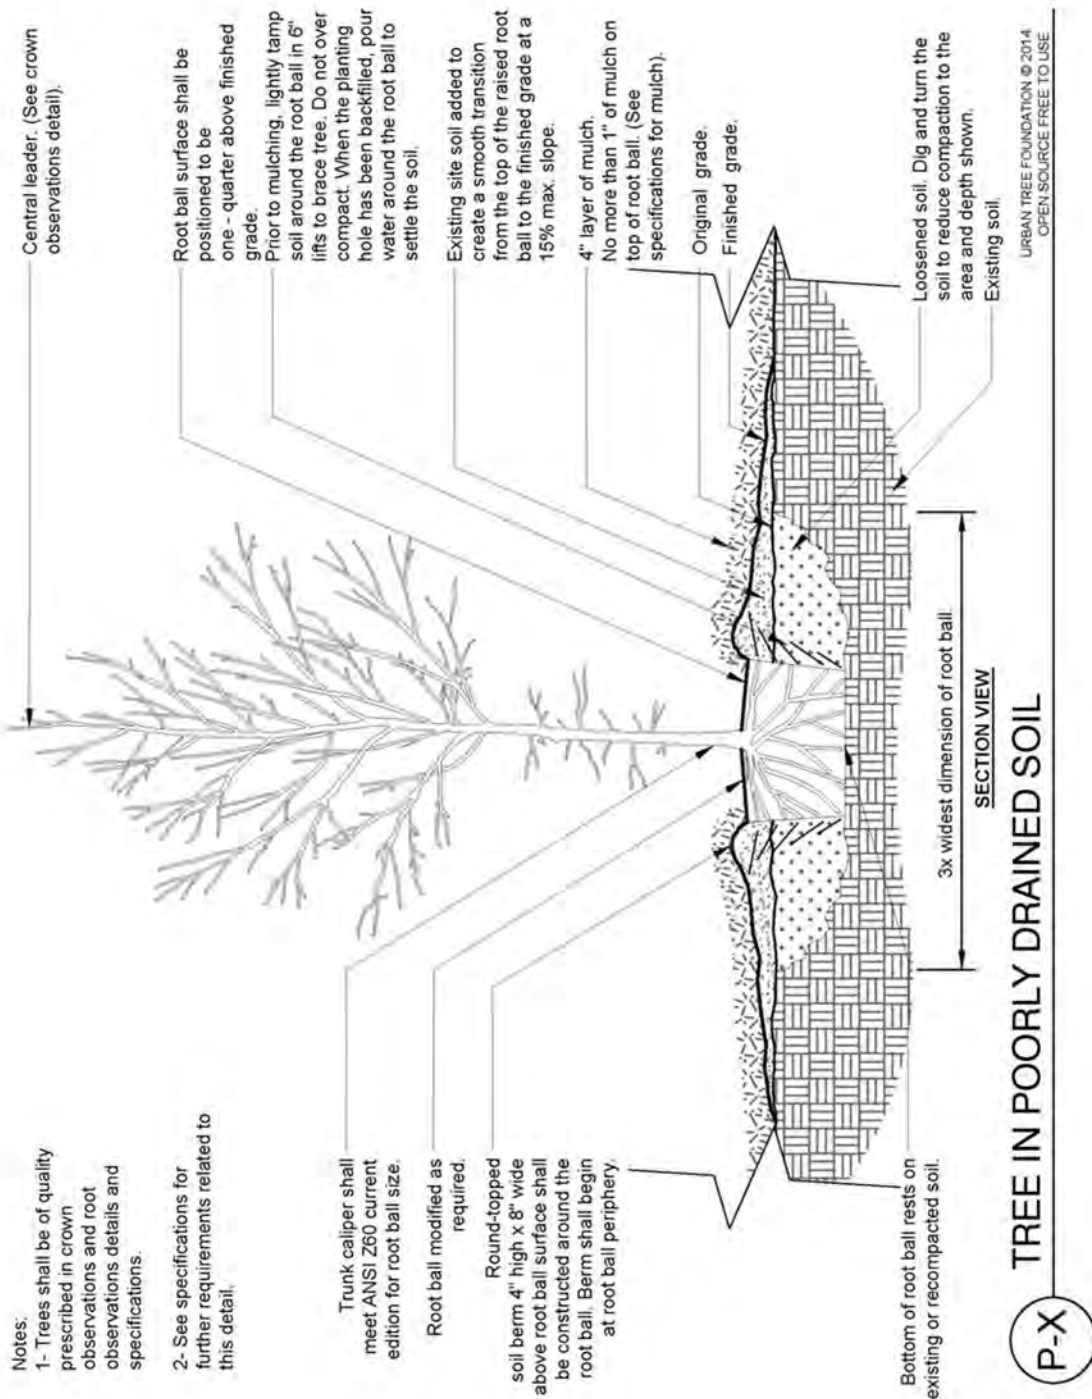 Notes:
1- Trees shall be of quality
prescribed in crown
observations and root
observations details and
specifications.
2- See specifications for
further requirements related to
this detail.
Trunk caliper shall
meet ANSI Z60 current
edition for root ball size.
Root ball modified as
required.
Round-topped
soil berm 4" high x 8" wide
above root ball surface shall
be constructed around the
root ball. Berm shall begin
at root ball periphery.
Bottom of root ball rests on
existing or recompacted soil.
Central leader. (See crown
observations detail).
Root ball surface shall be
positioned to be
one - quarter above finished
grade.
Prior to mulching, lightly tamp
soil around the root ball in 6"
lifts to brace tree. Do not over
compact. When the planting
hole has been backfilled, pour
water around the root ball to
settle the soil.
Existing site soil added to
create a smooth transition
from the top of the raised root
ball to the finished grade at a
15% max. slope.
4" layer of mulch.
No more than 1" of mulch on
top of root ball. (See
specifications for mulch).
Original grade.
Finished grade.
Loosened soil. Dig and turn the
soil to reduce compaction to the
area and depth shown.
Existing soil.
3x widest dimension of root ball.
SECTION VIEW
P-X
TREE IN POORLY DRAINED SOIL
URBAN TREE FOUNDATION © 2014
OPEN SOURCE FREE TO USE